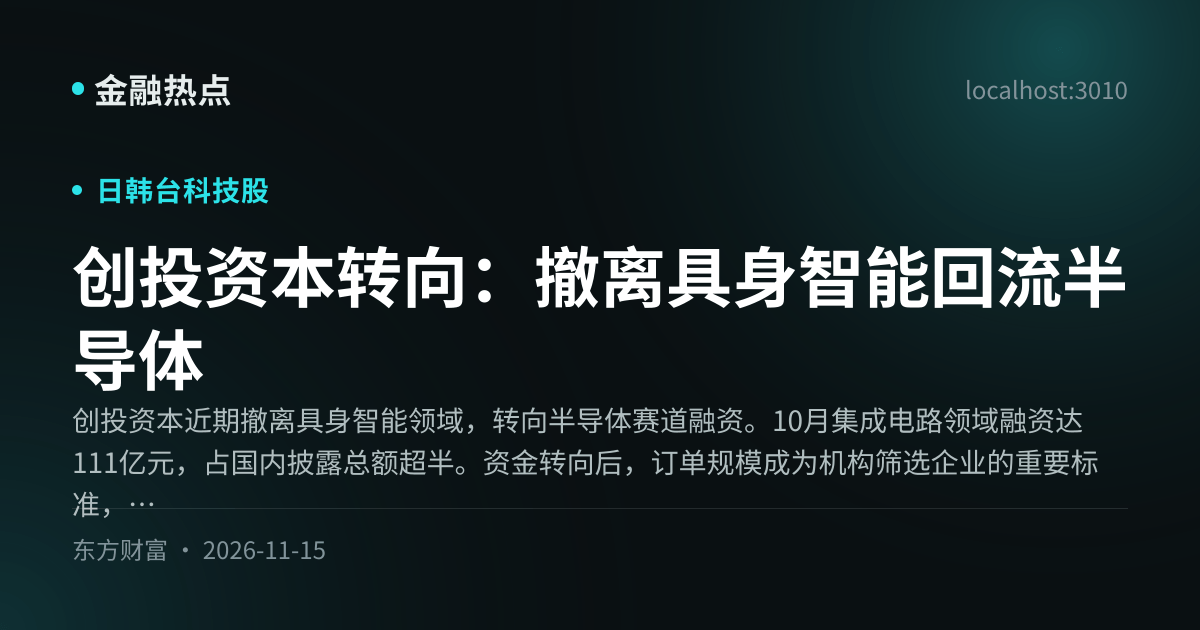 金融热点
localhost:3010
日韩台科技股
创投资本转向：撤离具身智能回流半
导体
创投资本近期撤离具身智能领域，转向半导体赛道融资。10月集成电路领域融资达
111亿元，占国内披露总额超半。资金转向后，订单规模成为机构筛选企业的重要标
准，…
东方财富 • 2026-11-15